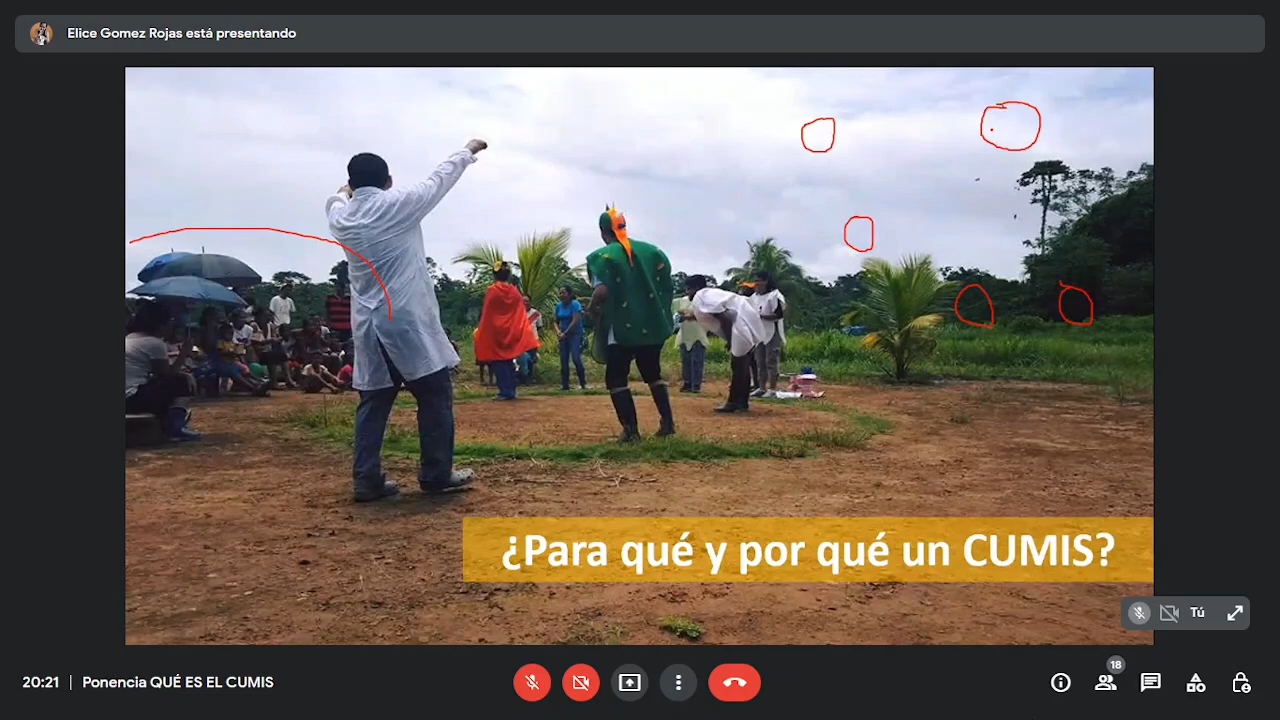 Elice Gomez Rojas está presentando
¿Para qué y por qué un CUMIS?
Tú
18
20:21 | Ponencia QUÉ ES EL CUMIS